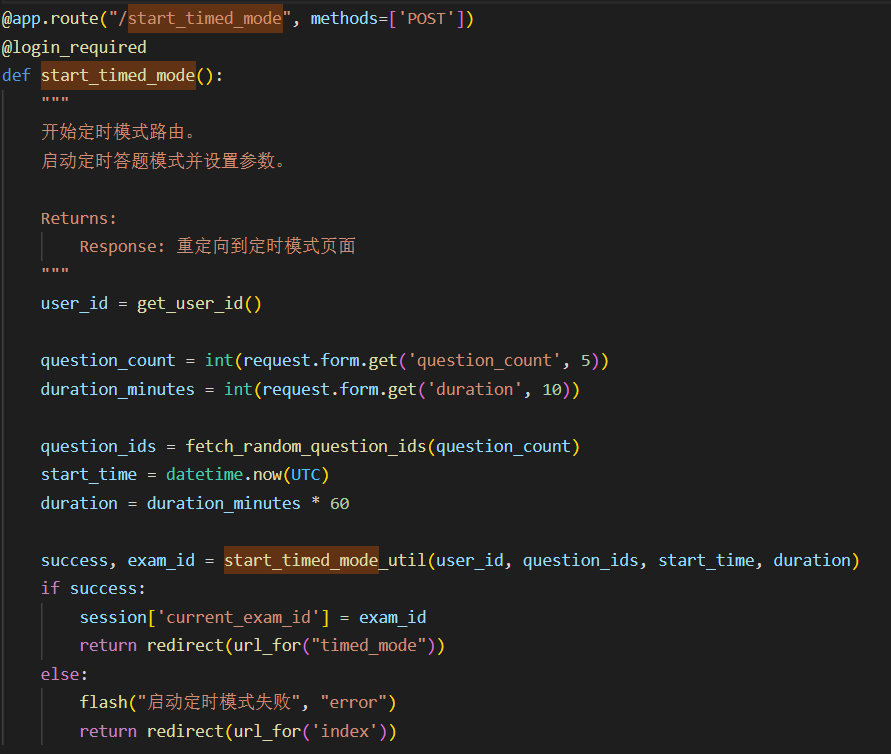 @app.route("/start_timed_mode", methods=['POST'])
@login_required
def start_timed_mode():
    """
    开始定时模式路由。
    启动定时答题模式并设置参数。

    Returns:
        Response: 重定向到定时模式页面
    """
    user_id = get_user_id()

    question_count = int(request.form.get('question_count', 5))
    duration_minutes = int(request.form.get('duration', 10))

    question_ids = fetch_random_question_ids(question_count)
    start_time = datetime.now(UTC)
    duration = duration_minutes * 60

    success, exam_id = start_timed_mode_util(user_id, question_ids, start_time, duration)
    if success:
        session['current_exam_id'] = exam_id
        return redirect(url_for("timed_mode"))
    else:
        flash("启动定时模式失败", "error")
        return redirect(url_for('index'))